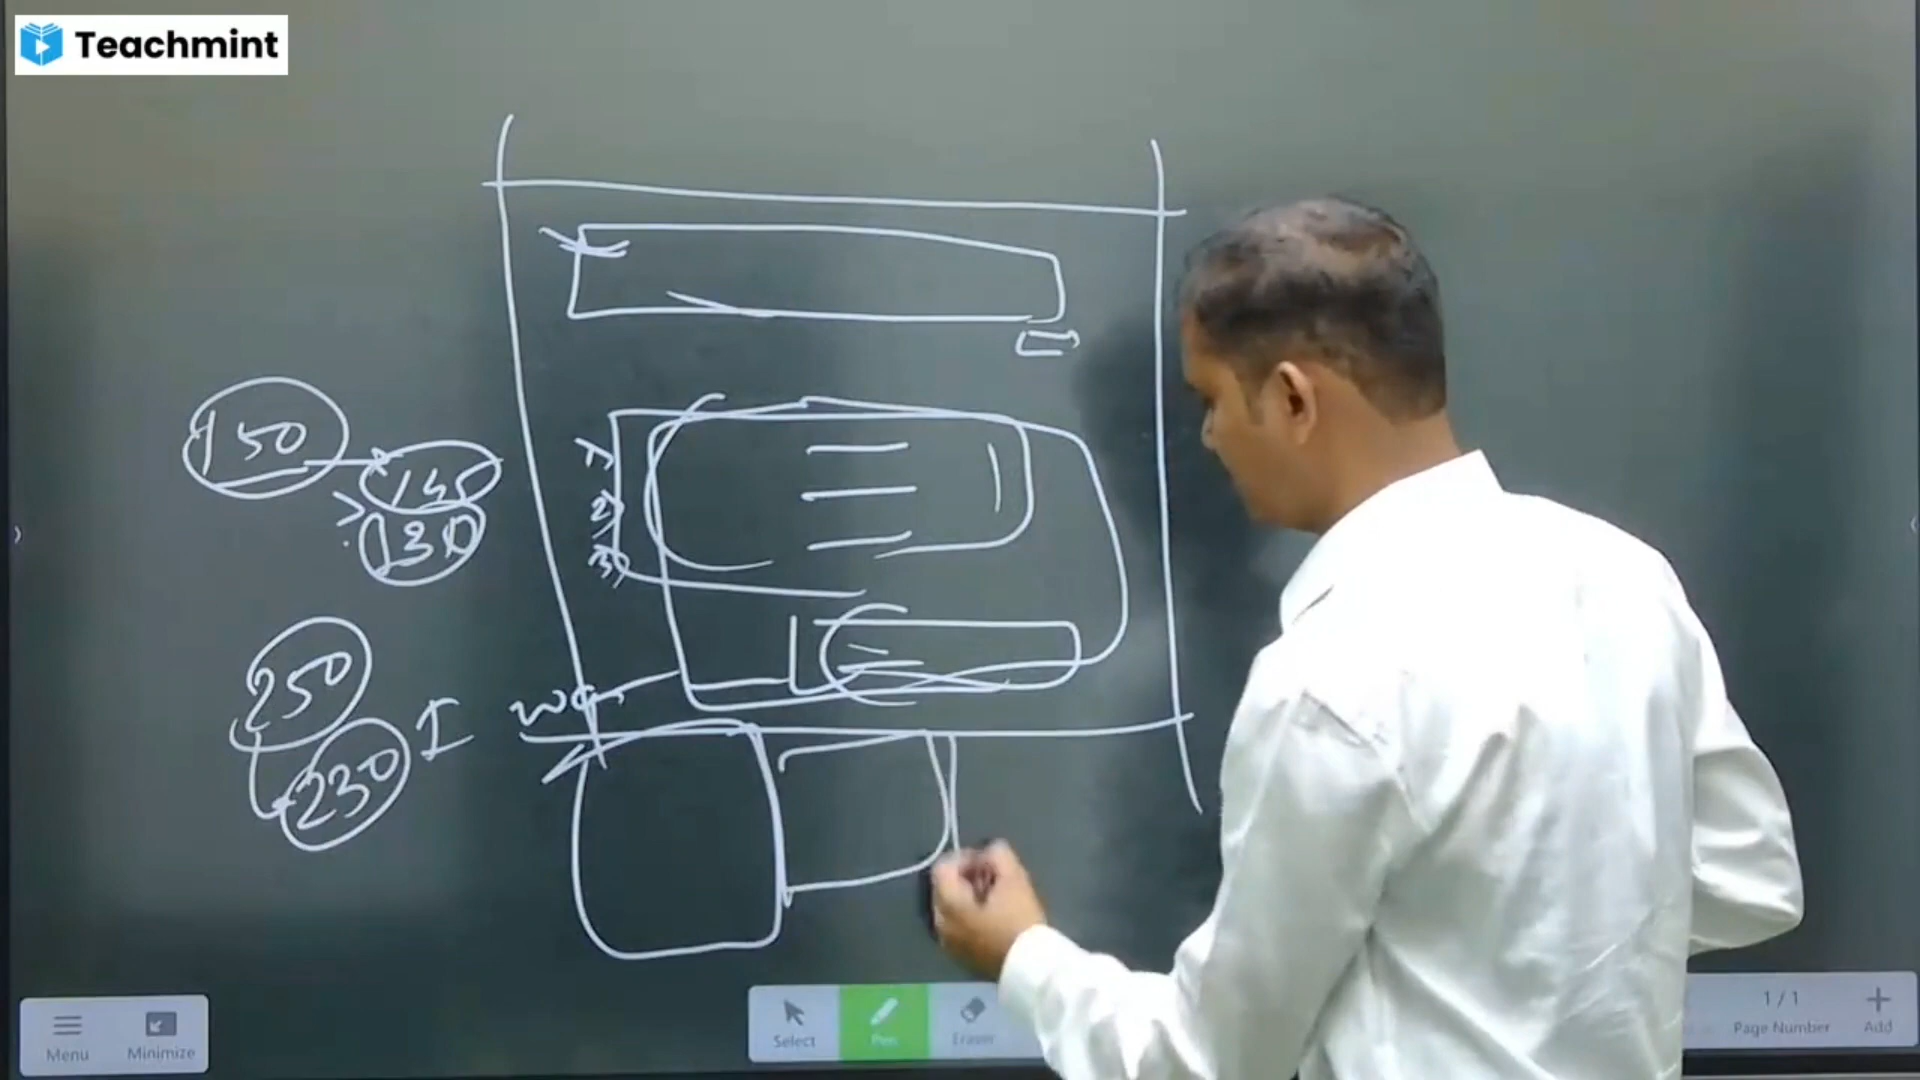 Teachmint
150
145
130
1)
2)
3)
250
230
I
Menu
Minimize
Select
Pen
Eraser
1 / 1
Page Number
Add